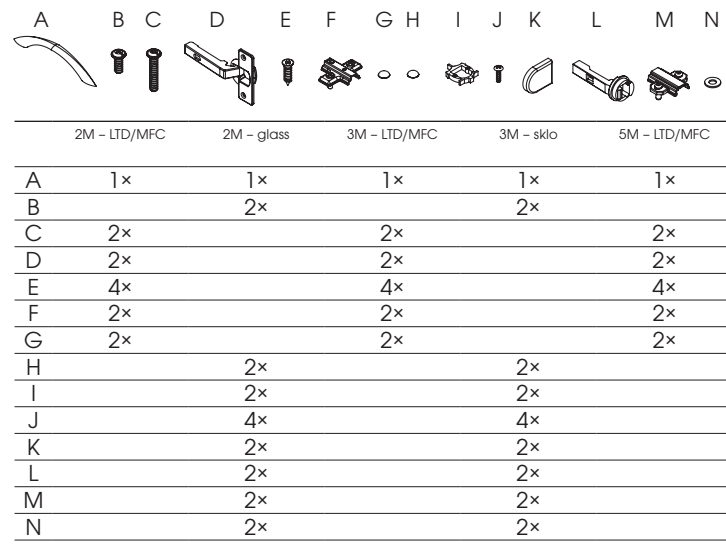 A B C D E F G H I J K L M N
2M – LTD/MFC 2M – glass 3M – LTD/MFC 3M – sklo 5M – LTD/MFC
A 1× 1× 1× 1× 1×
B 2× 2×
C 2× 2× 2×
D 2× 2× 2×
E 4× 4× 4×
F 2× 2× 2×
G 2× 2× 2×
H 2× 2×
I 2× 2×
J 4× 4×
K 2× 2×
L 2× 2×
M 2× 2×
N 2× 2×